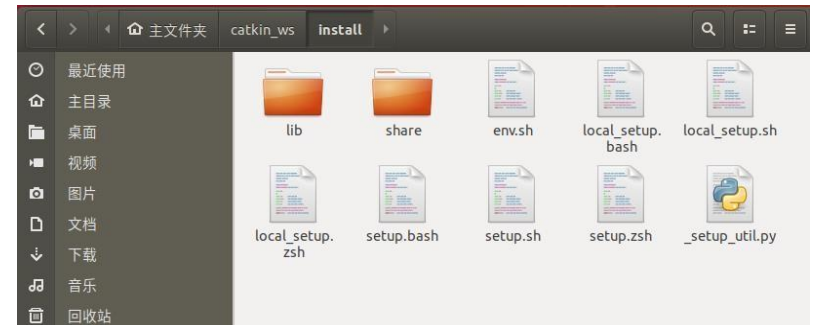 主文件夹 catkin_ws install
最近使用
主目录
桌面
视频
图片
文档
下载
音乐
回收站
lib share env.sh local_setup. local_setup.sh
bash
local_setup. setup.bash setup.sh setup.zsh _setup_util.py
zsh